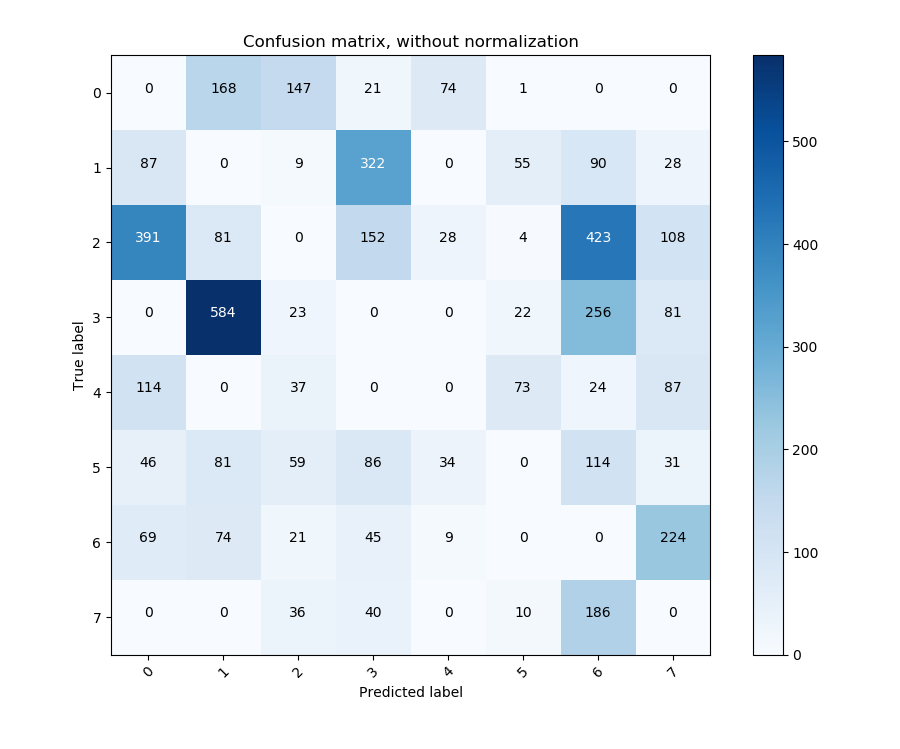 Confusion matrix, without normalization
True label
0 0 168 147 21 74 1 0 0
1 87 0 9 322 0 55 90 28
2 391 81 0 152 28 4 423 108
3 0 584 23 0 0 22 256 81
4 114 0 37 0 0 73 24 87
5 46 81 59 86 34 0 114 31
6 69 74 21 45 9 0 0 224
7 0 0 36 40 0 10 186 0
0 1 2 3 4 5 6 7
Predicted label
500
400
300
200
100
0